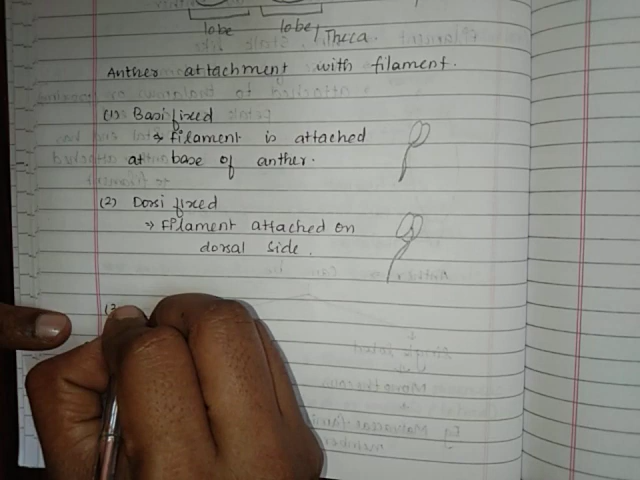 lobe lobe / Theca.
Anther attachment with filament.
(1) Basifixed
⇒ filament is attached
at base of anther.
(2) Dorsifixed
⇒ Filament attached on
dorsal side.
(3